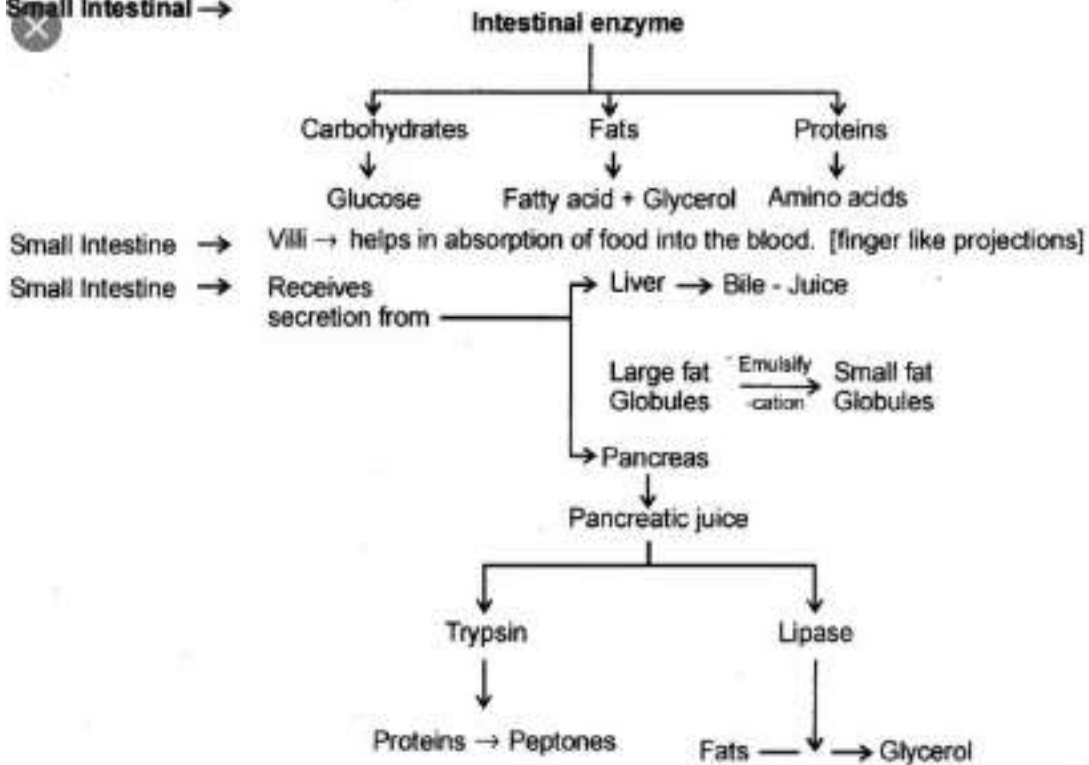 Small Intestinal →
Intestinal enzyme
Carbohydrates Fats Proteins
Glucose Fatty acid + Glycerol Amino acids
Small Intestine → Villi → helps in absorption of food into the blood. [finger like projections]
Small Intestine → Receives → Liver → Bile - Juice
secretion from
Large fat Emulsify Small fat
Globules -cation Globules
Pancreas
Pancreatic juice
Trypsin Lipase
Proteins → Peptones
Fats → Glycerol